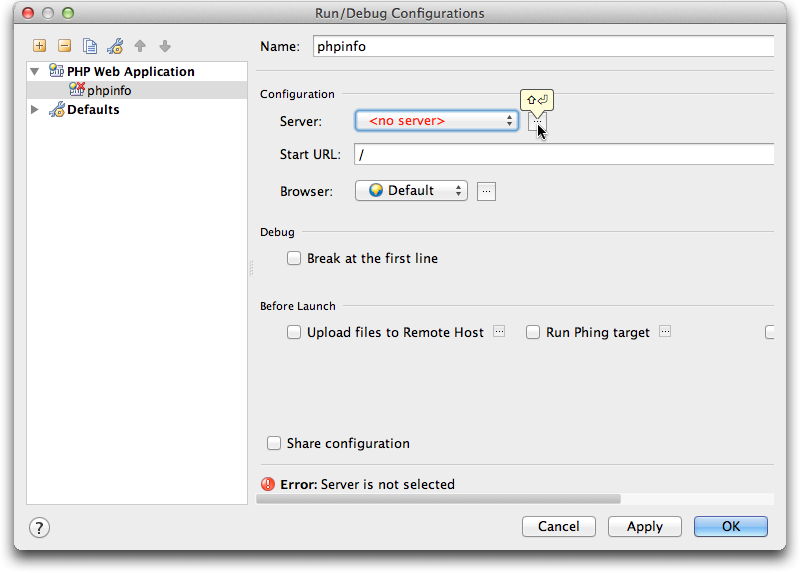 Run/Debug Configurations
Name: phpinfo
PHP Web Application
phpinfo
Defaults
Configuration
Server: <no server> ...
⇧⏎
Start URL: /
Browser: Default ...
Debug
Break at the first line
Before Launch
Upload files to Remote Host ... Run Phing target ...
Share configuration
Error: Server is not selected
? Cancel Apply OK